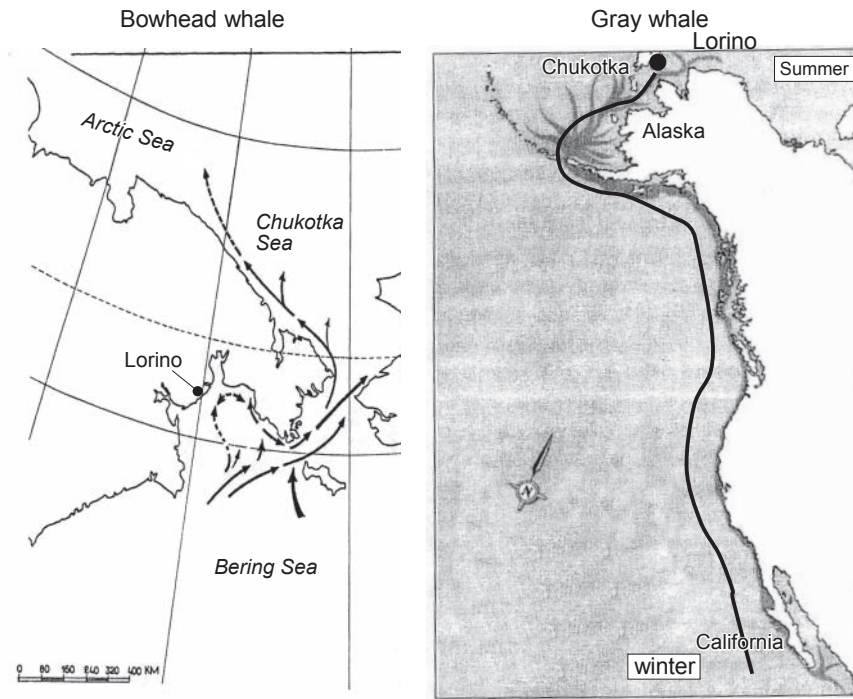 Bowhead whale
Arctic Sea
Chukotka
Sea
Lorino
Bering Sea
0 80 150 240 320 400 KM
Gray whale
Lorino
Chukotka
Summer
Alaska
N
California
winter